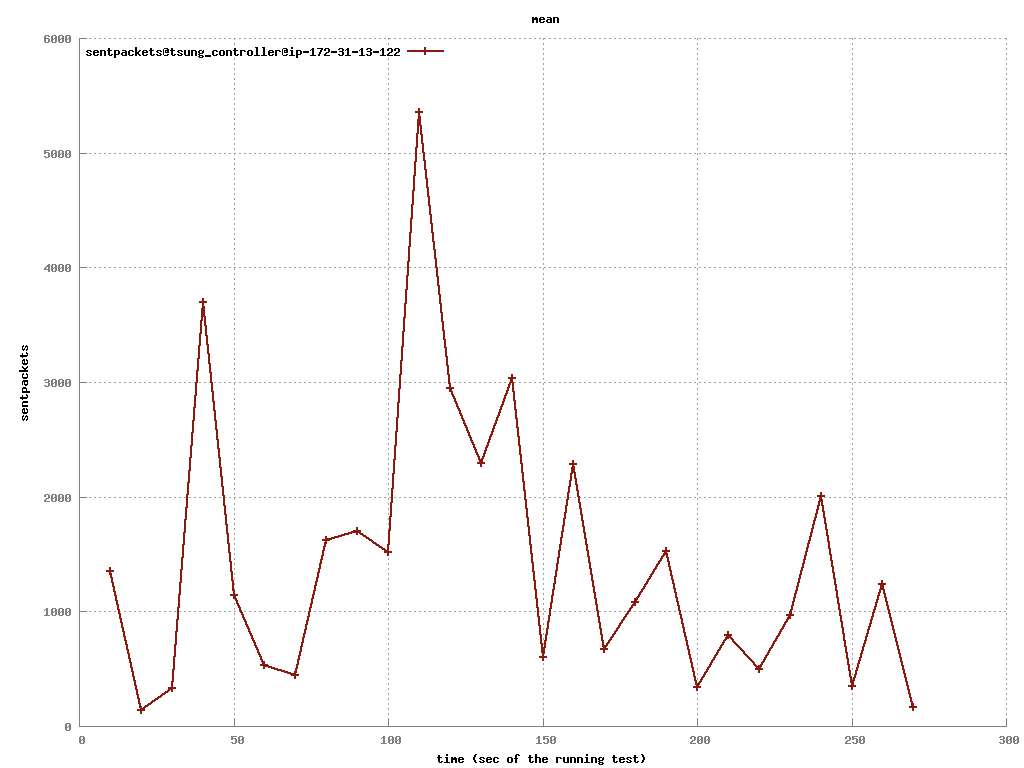 mean
6000
sentpackets@tsung_controller@ip-172-31-13-122
5000
4000
3000
2000
1000
0
sentpackets
0 50 100 150 200 250 300
time (sec of the running test)